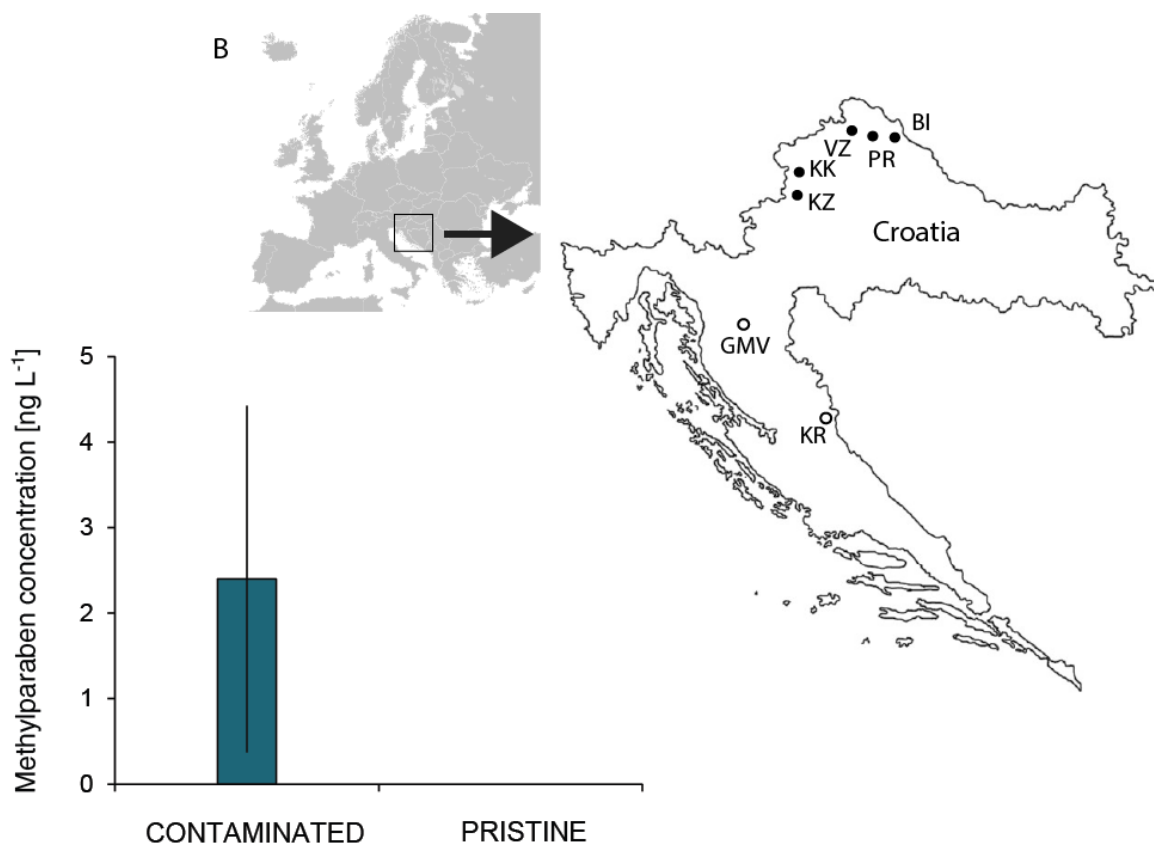 B
BI
VZ
PR
KK
KZ
Croatia
GMV
KR
Methylparaben concentration [ng L⁻¹]
5
4
3
2
1
0
CONTAMINATED
PRISTINE